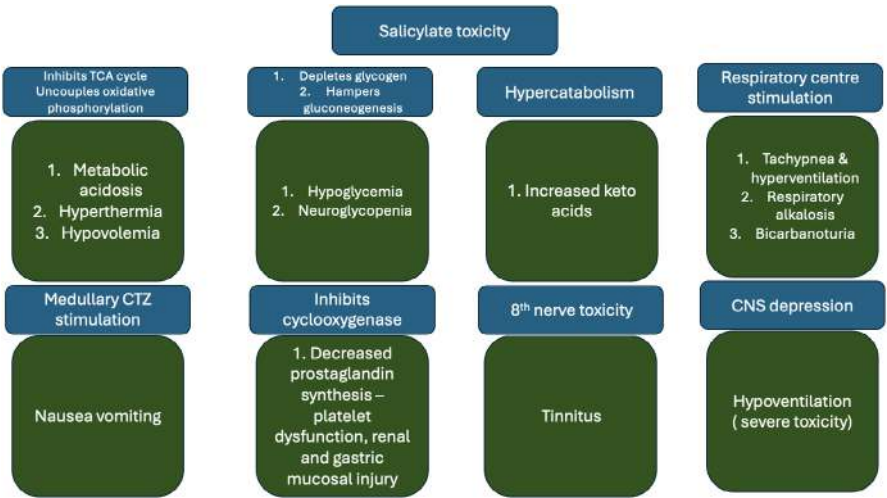 Salicylate toxicity
Inhibits TCA cycle
Uncouples oxidative
phosphorylation
1. Metabolic
acidosis
2. Hyperthermia
3. Hypovolemia
1. Depletes glycogen
2. Hampers
gluconeogenesis
1. Hypoglycemia
2. Neuroglycopenia
Hypercatabolism
1. Increased keto
acids
Respiratory centre
stimulation
1. Tachypnea &
hyperventilation
2. Respiratory
alkalosis
3. Bicarbanoturia
Medullary CTZ
stimulation
Nausea vomiting
Inhibits
cyclooxygenase
1. Decreased
prostaglandin
synthesis –
platelet
dysfunction, renal
and gastric
mucosal injury
8th nerve toxicity
Tinnitus
CNS depression
Hypoventilation
( severe toxicity)